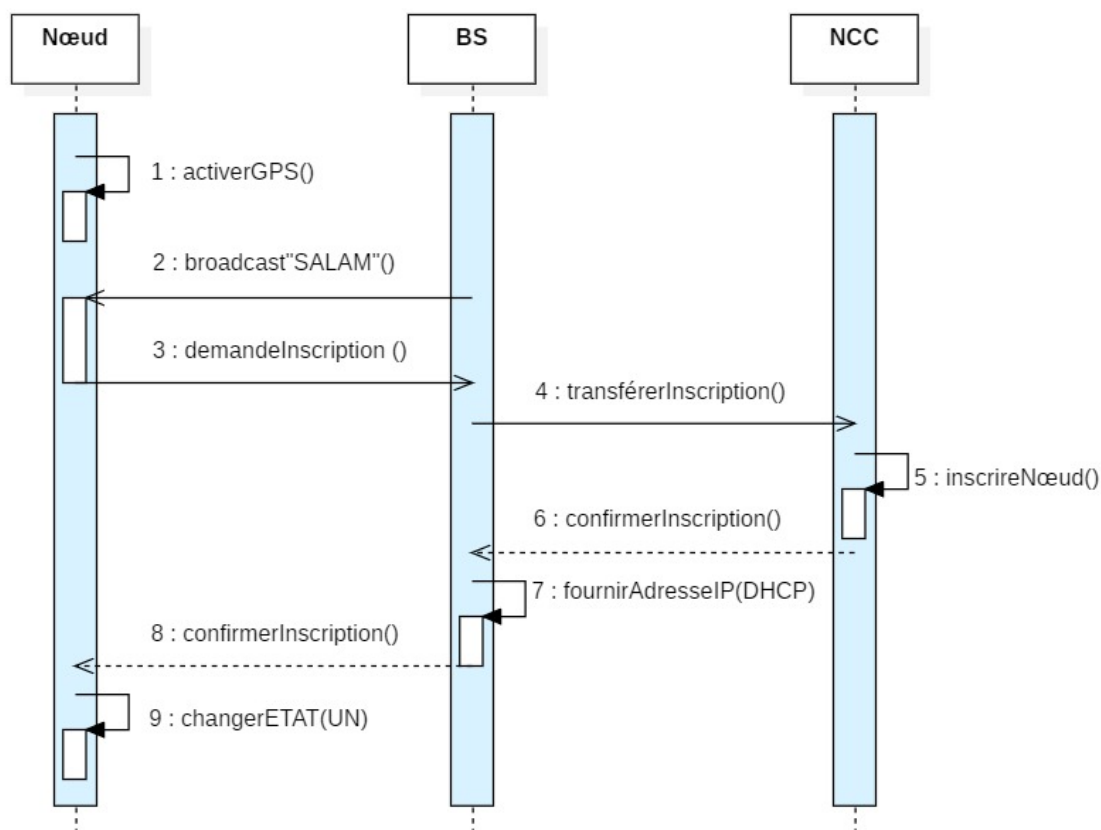 Nœud
BS
NCC
1 : activerGPS()
2 : broadcast"SALAM"()
3 : demandeInscription ()
4 : transférerInscription()
5 : inscrireNœud()
6 : confirmerInscription()
7 : fournirAdresseIP(DHCP)
8 : confirmerInscription()
9 : changerETAT(UN)